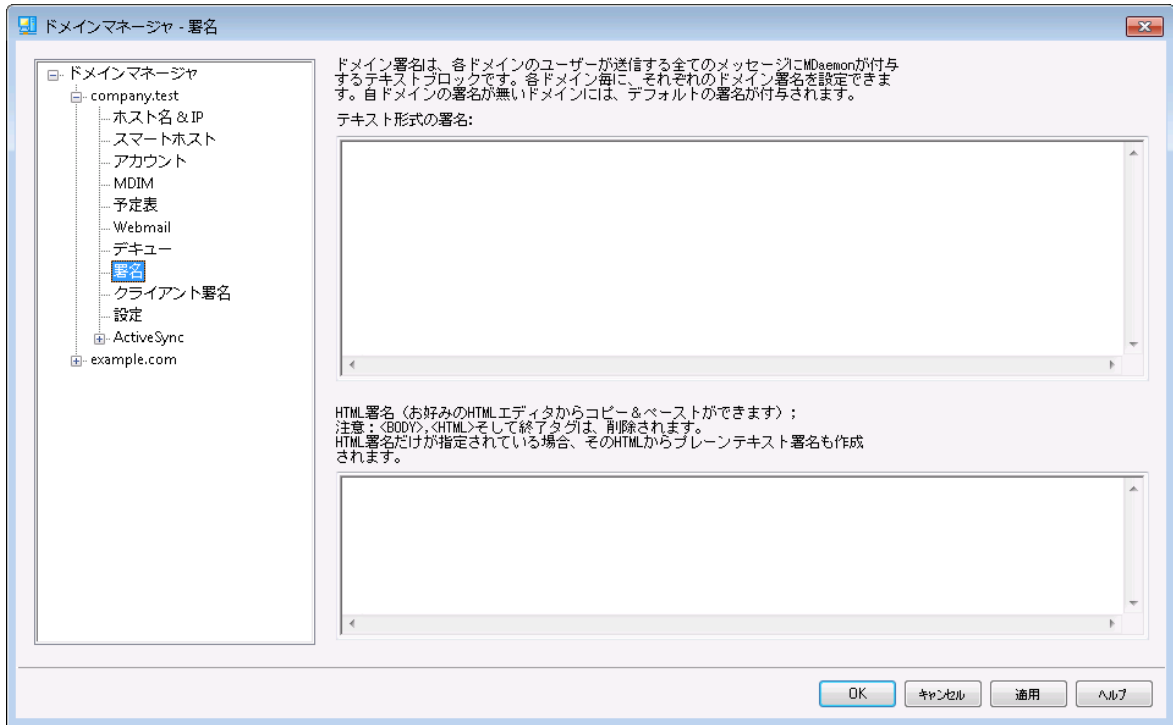 ドメインマネージャ - 署名
ドメインマネージャ
company.test
ホスト名 & IP
スマートホスト
アカウント
MDIM
予定表
Webmail
デキュー
署名
クライアント署名
設定
ActiveSync
example.com
ドメイン署名は、各ドメインのユーザーが送信する全てのメッセージにMDaemonが付与
するテキストブロックです。各ドメイン毎に、それぞれのドメイン署名を設定できま
す。自ドメインの署名が無いドメインには、デフォルトの署名が付与されます。
テキスト形式の署名:
HTML署名（お好みのHTMLエディタからコピー＆ペーストができます）;
注意：<BODY>,<HTML>そして終了タグは、削除されます。
HTML署名だけが指定されている場合、そのHTMLからプレーンテキスト署名も作成
されます。
OK
キャンセル
適用
ヘルプ